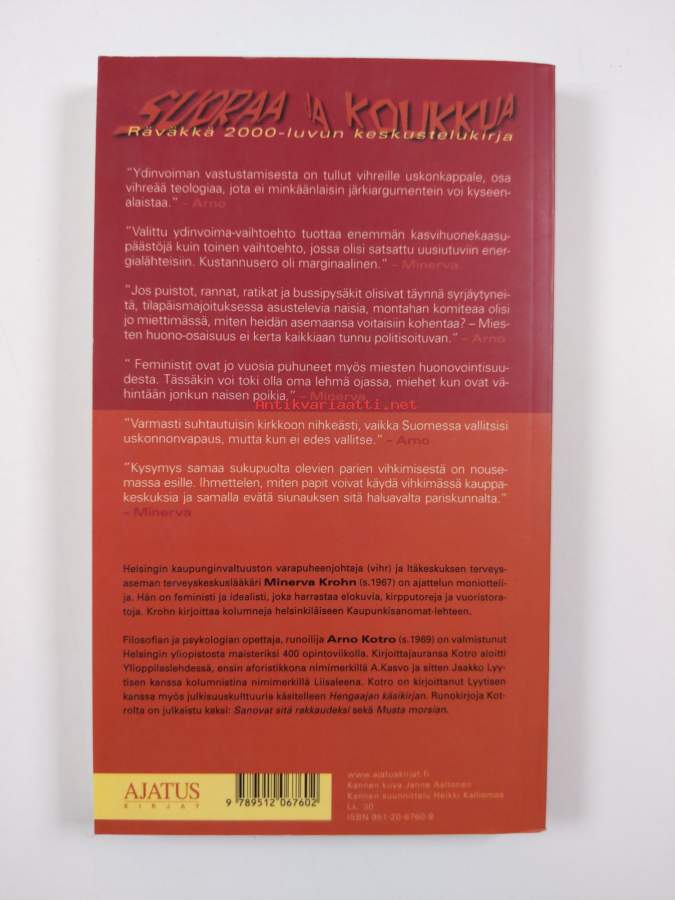 SUORAA JA KOUKKUA
Räväkkä 2000-luvun keskustelukirja
"Ydinvoiman vastustamisesta on tullut vihreille uskonkappale, osa
vihreää teologiaa, jota ei minkäänlaisin järkiargumentein voi kyseen-
alaistaa." – Arno
"Valittu ydinvoima-vaihtoehto tuottaa enemmän kasvihuonekaasu-
päästöjä kuin toinen vaihtoehto, jossa olisi satsattu uusiutuviin ener-
gialähteisiin. Kustannusero oli marginaalinen." – Minerva
"Jos puistot, rannat, ratikat ja bussipysäkit olisivat täynnä syrjäytynei-
tä, tilapäismajoituksessa asustelevia naisia, montahan komiteaa olisi
jo miettimässä, miten heidän asemaansa voitaisiin kohentaa? – Mies-
ten huono-osaisuus ei kerta kaikkiaan tunnu politisoituvan." – Arno
" Feministit ovat jo vuosia puhuneet myös miesten huonovointisuu-
desta. Tässäkin voi toki olla oma lehmä ojassa, miehet kun ovat vä-
hintään jonkun naisen poikia." – Minerva
Antikvariaatti.net
"Varmasti suhtautuisin kirkkoon nihkeästi, vaikka Suomessa vallitsisi
uskonnonvapaus, mutta kun ei edes vallitse." – Arno
"Kysymys samaa sukupuolta olevien parien vihkimisestä on nouse-
massa esille. Ihmettelen, miten papit voivat käydä vihkimässä kauppa-
keskuksia ja samalla evätä siunauksen sitä haluavalta pariskunnalta."
– Minerva
Helsingin kaupunginvaltuuston varapuheenjohtaja (vihr) ja Itäkeskuksen terveys-
aseman terveyskeskuslääkäri Minerva Krohn (s.1967) on ajattelun moniotteli-
ja. Hän on feministi ja idealisti, joka harrastaa elokuvia, kirpputoreja ja vuoristora-
toja. Krohn kirjoittaa kolumneja helsinkiläiseen Kaupunkisanomat-lehteen.
Filosofian ja psykologian opettaja, runoilija Arno Kotro (s.1969) on valmistunut
Helsingin yliopistosta maisteriksi 400 opintoviikolla. Kirjoittajauransa Kotro aloitti
Ylioppilaslehdessä, ensin aforistikkona nimimerkillä A.Kasvo ja sitten Jaakko Lyy-
tisen kanssa kolumnistina nimimerkillä Liisaleena. Kotro on kirjoittanut Lyytisen
kanssa myös julkisuuskulttuuria käsitelleen Hengaajan käsikirjan. Runokirjoja Kot-
rolta on julkaistu kaksi: Sanovat sitä rakkaudeksi sekä Musta morsian.
AJATUS
KIRJAT
9 789512 067602
www.ajatuskirjat.fi
Kannen kuva Janne Aaltonen
Kannen suunnittelu Heikki Kalliomaa
Lk. 30
ISBN 951-20-6760-9